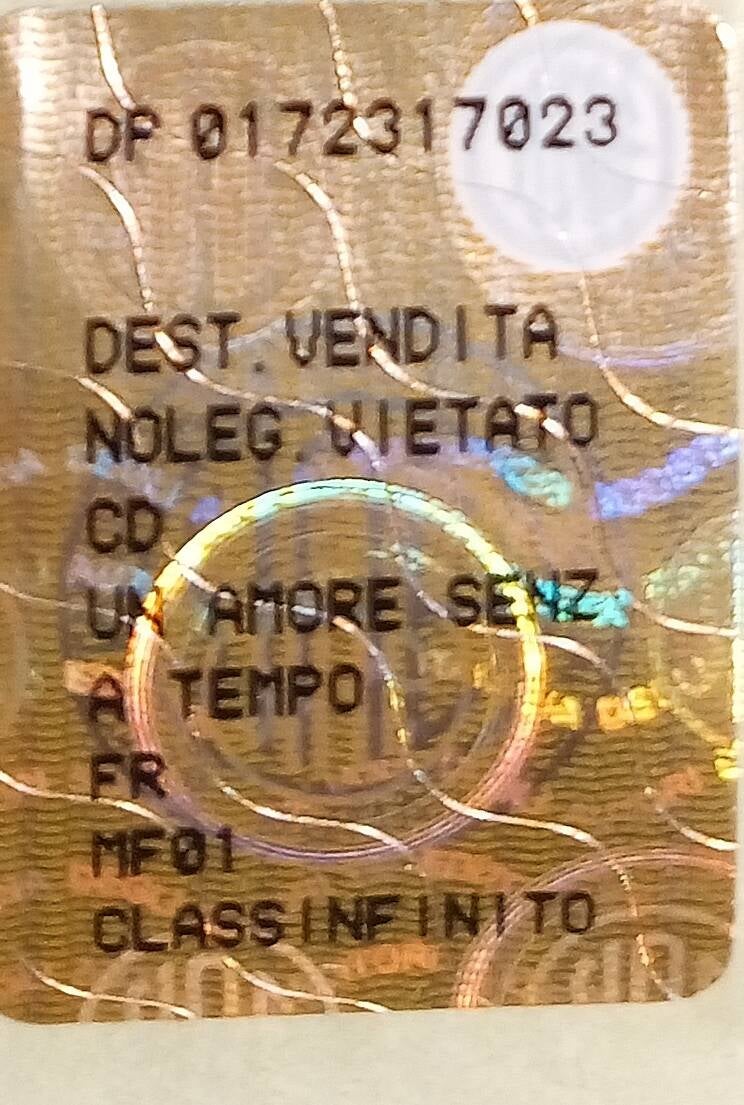 DP 0172317023
DEST.VENDITA
NOLEG.VIETATO
CD
UN AMORE SENZ
A TEMPO
FR
MF01
CLASSINFINITO